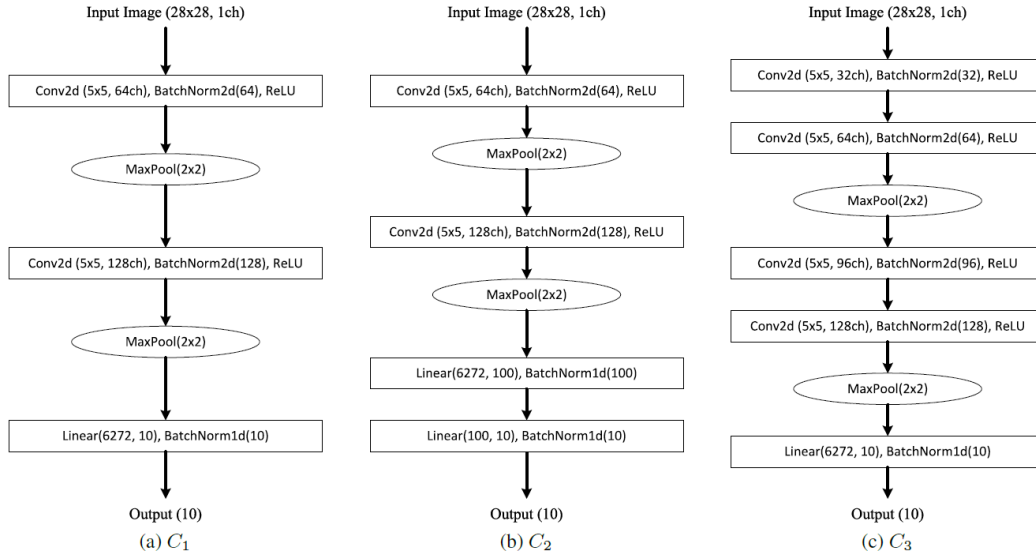 Input Image (28x28, 1ch)
Conv2d (5x5, 64ch), BatchNorm2d(64), ReLU
MaxPool(2x2)
Conv2d (5x5, 128ch), BatchNorm2d(128), ReLU
MaxPool(2x2)
Linear(6272, 10), BatchNorm1d(10)
Output (10)
(a) C₁
Input Image (28x28, 1ch)
Conv2d (5x5, 64ch), BatchNorm2d(64), ReLU
MaxPool(2x2)
Conv2d (5x5, 128ch), BatchNorm2d(128), ReLU
MaxPool(2x2)
Linear(6272, 100), BatchNorm1d(100)
Linear(100, 10), BatchNorm1d(10)
Output (10)
(b) C₂
Input Image (28x28, 1ch)
Conv2d (5x5, 32ch), BatchNorm2d(32), ReLU
Conv2d (5x5, 64ch), BatchNorm2d(64), ReLU
MaxPool(2x2)
Conv2d (5x5, 96ch), BatchNorm2d(96), ReLU
Conv2d (5x5, 128ch), BatchNorm2d(128), ReLU
MaxPool(2x2)
Linear(6272, 10), BatchNorm1d(10)
Output (10)
(c) C₃